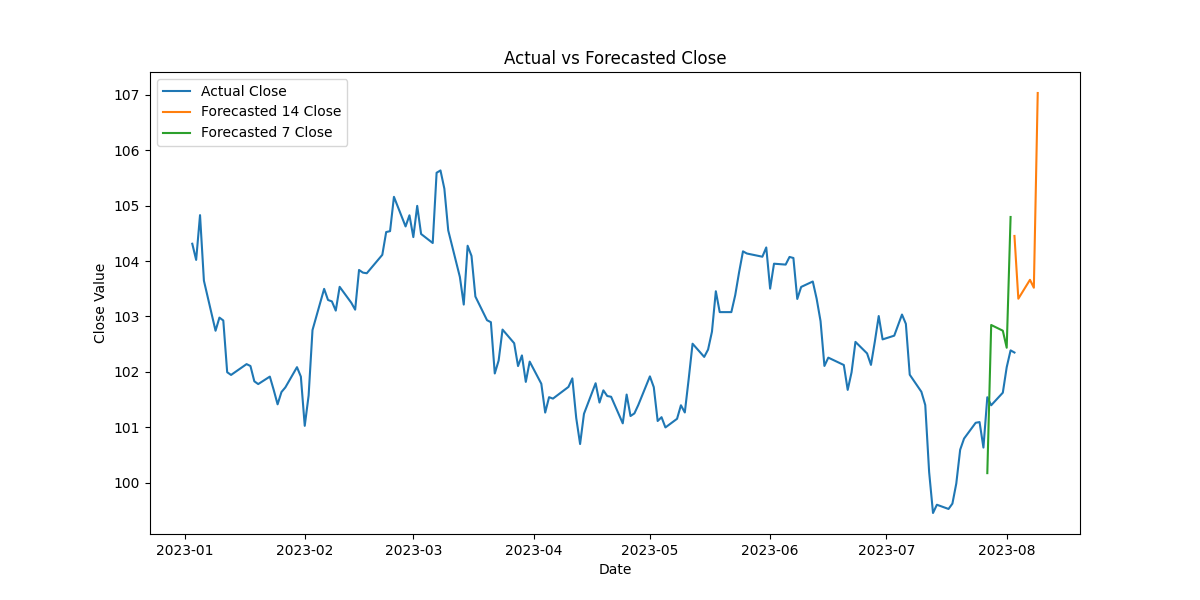 Actual vs Forecasted Close
Actual Close
Forecasted 14 Close
Forecasted 7 Close
107
106
105
104
103
102
101
100
Close Value
2023-01 2023-02 2023-03 2023-04 2023-05 2023-06 2023-07 2023-08
Date